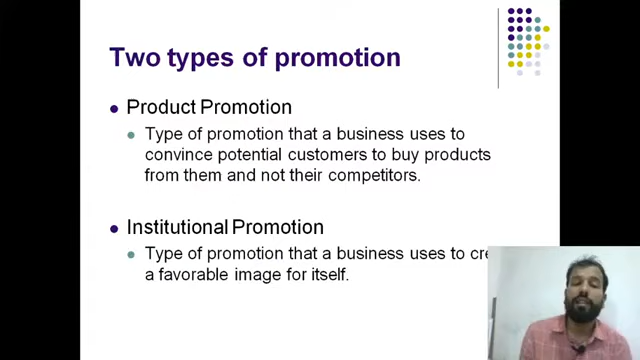 Two types of promotion
Product Promotion
Type of promotion that a business uses to
convince potential customers to buy products
from them and not their competitors.
Institutional Promotion
Type of promotion that a business uses to
a favorable image for itself.